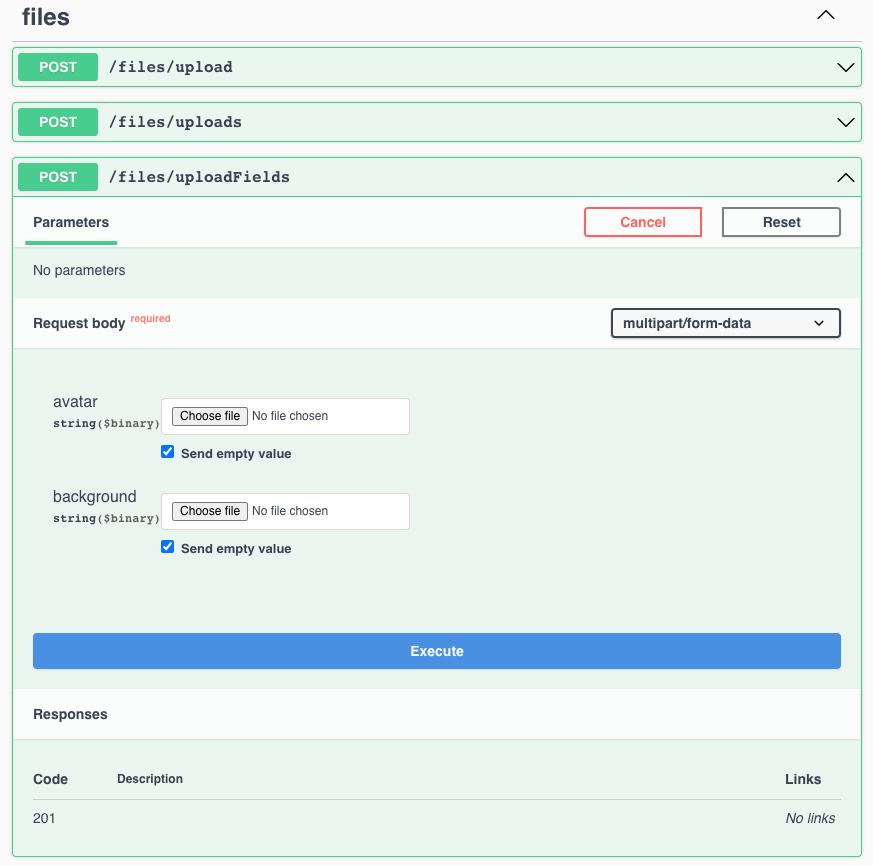 files
POST /files/upload
POST /files/uploads
POST /files/uploadFields
Parameters Cancel Reset
No parameters
Request body required multipart/form-data
avatar
string($binary) Choose file No file chosen
Send empty value
background
string($binary) Choose file No file chosen
Send empty value
Execute
Responses
Code Description Links
201 No links